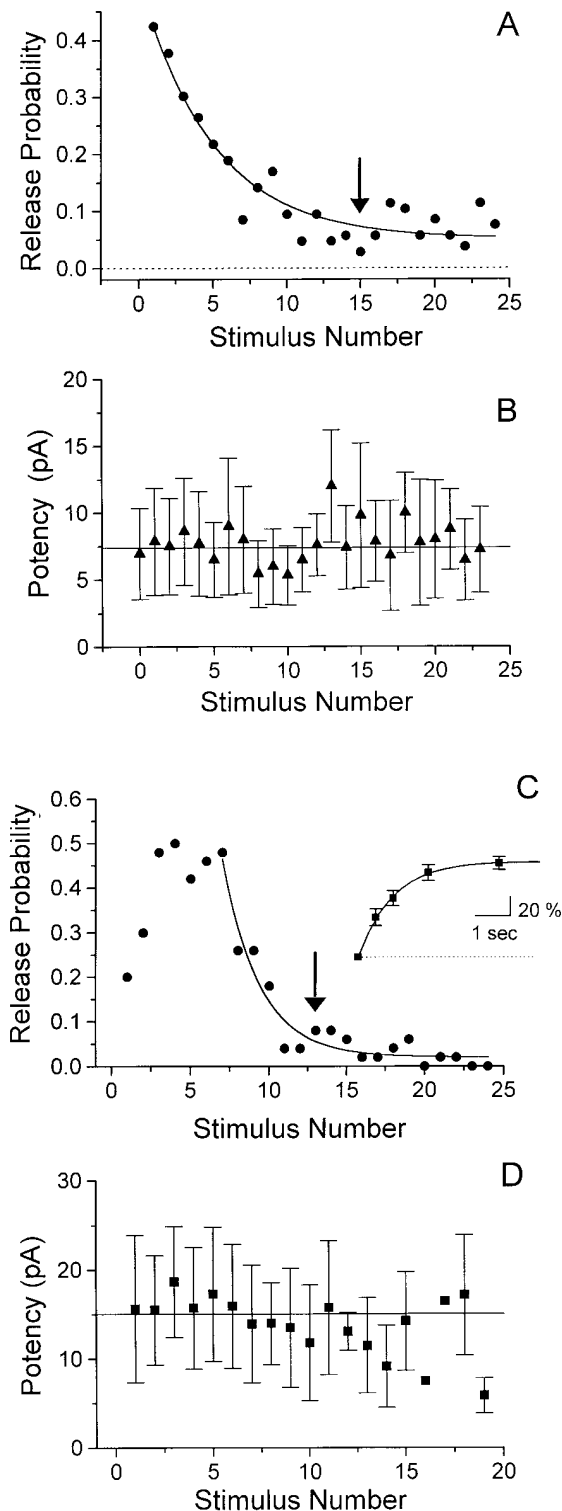 A
Release Probability
0.4
0.3
0.2
0.1
0.0
0 5 10 15 20 25
Stimulus Number
B
Potency (pA)
20
15
10
5
0
0 5 10 15 20 25
Stimulus Number
C
Release Probability
0.6
0.5
0.4
0.3
0.2
0.1
0.0
20 %
1 sec
0 5 10 15 20 25
Stimulus Number
D
Potency (pA)
30
20
10
0
0 5 10 15 20
Stimulus Number